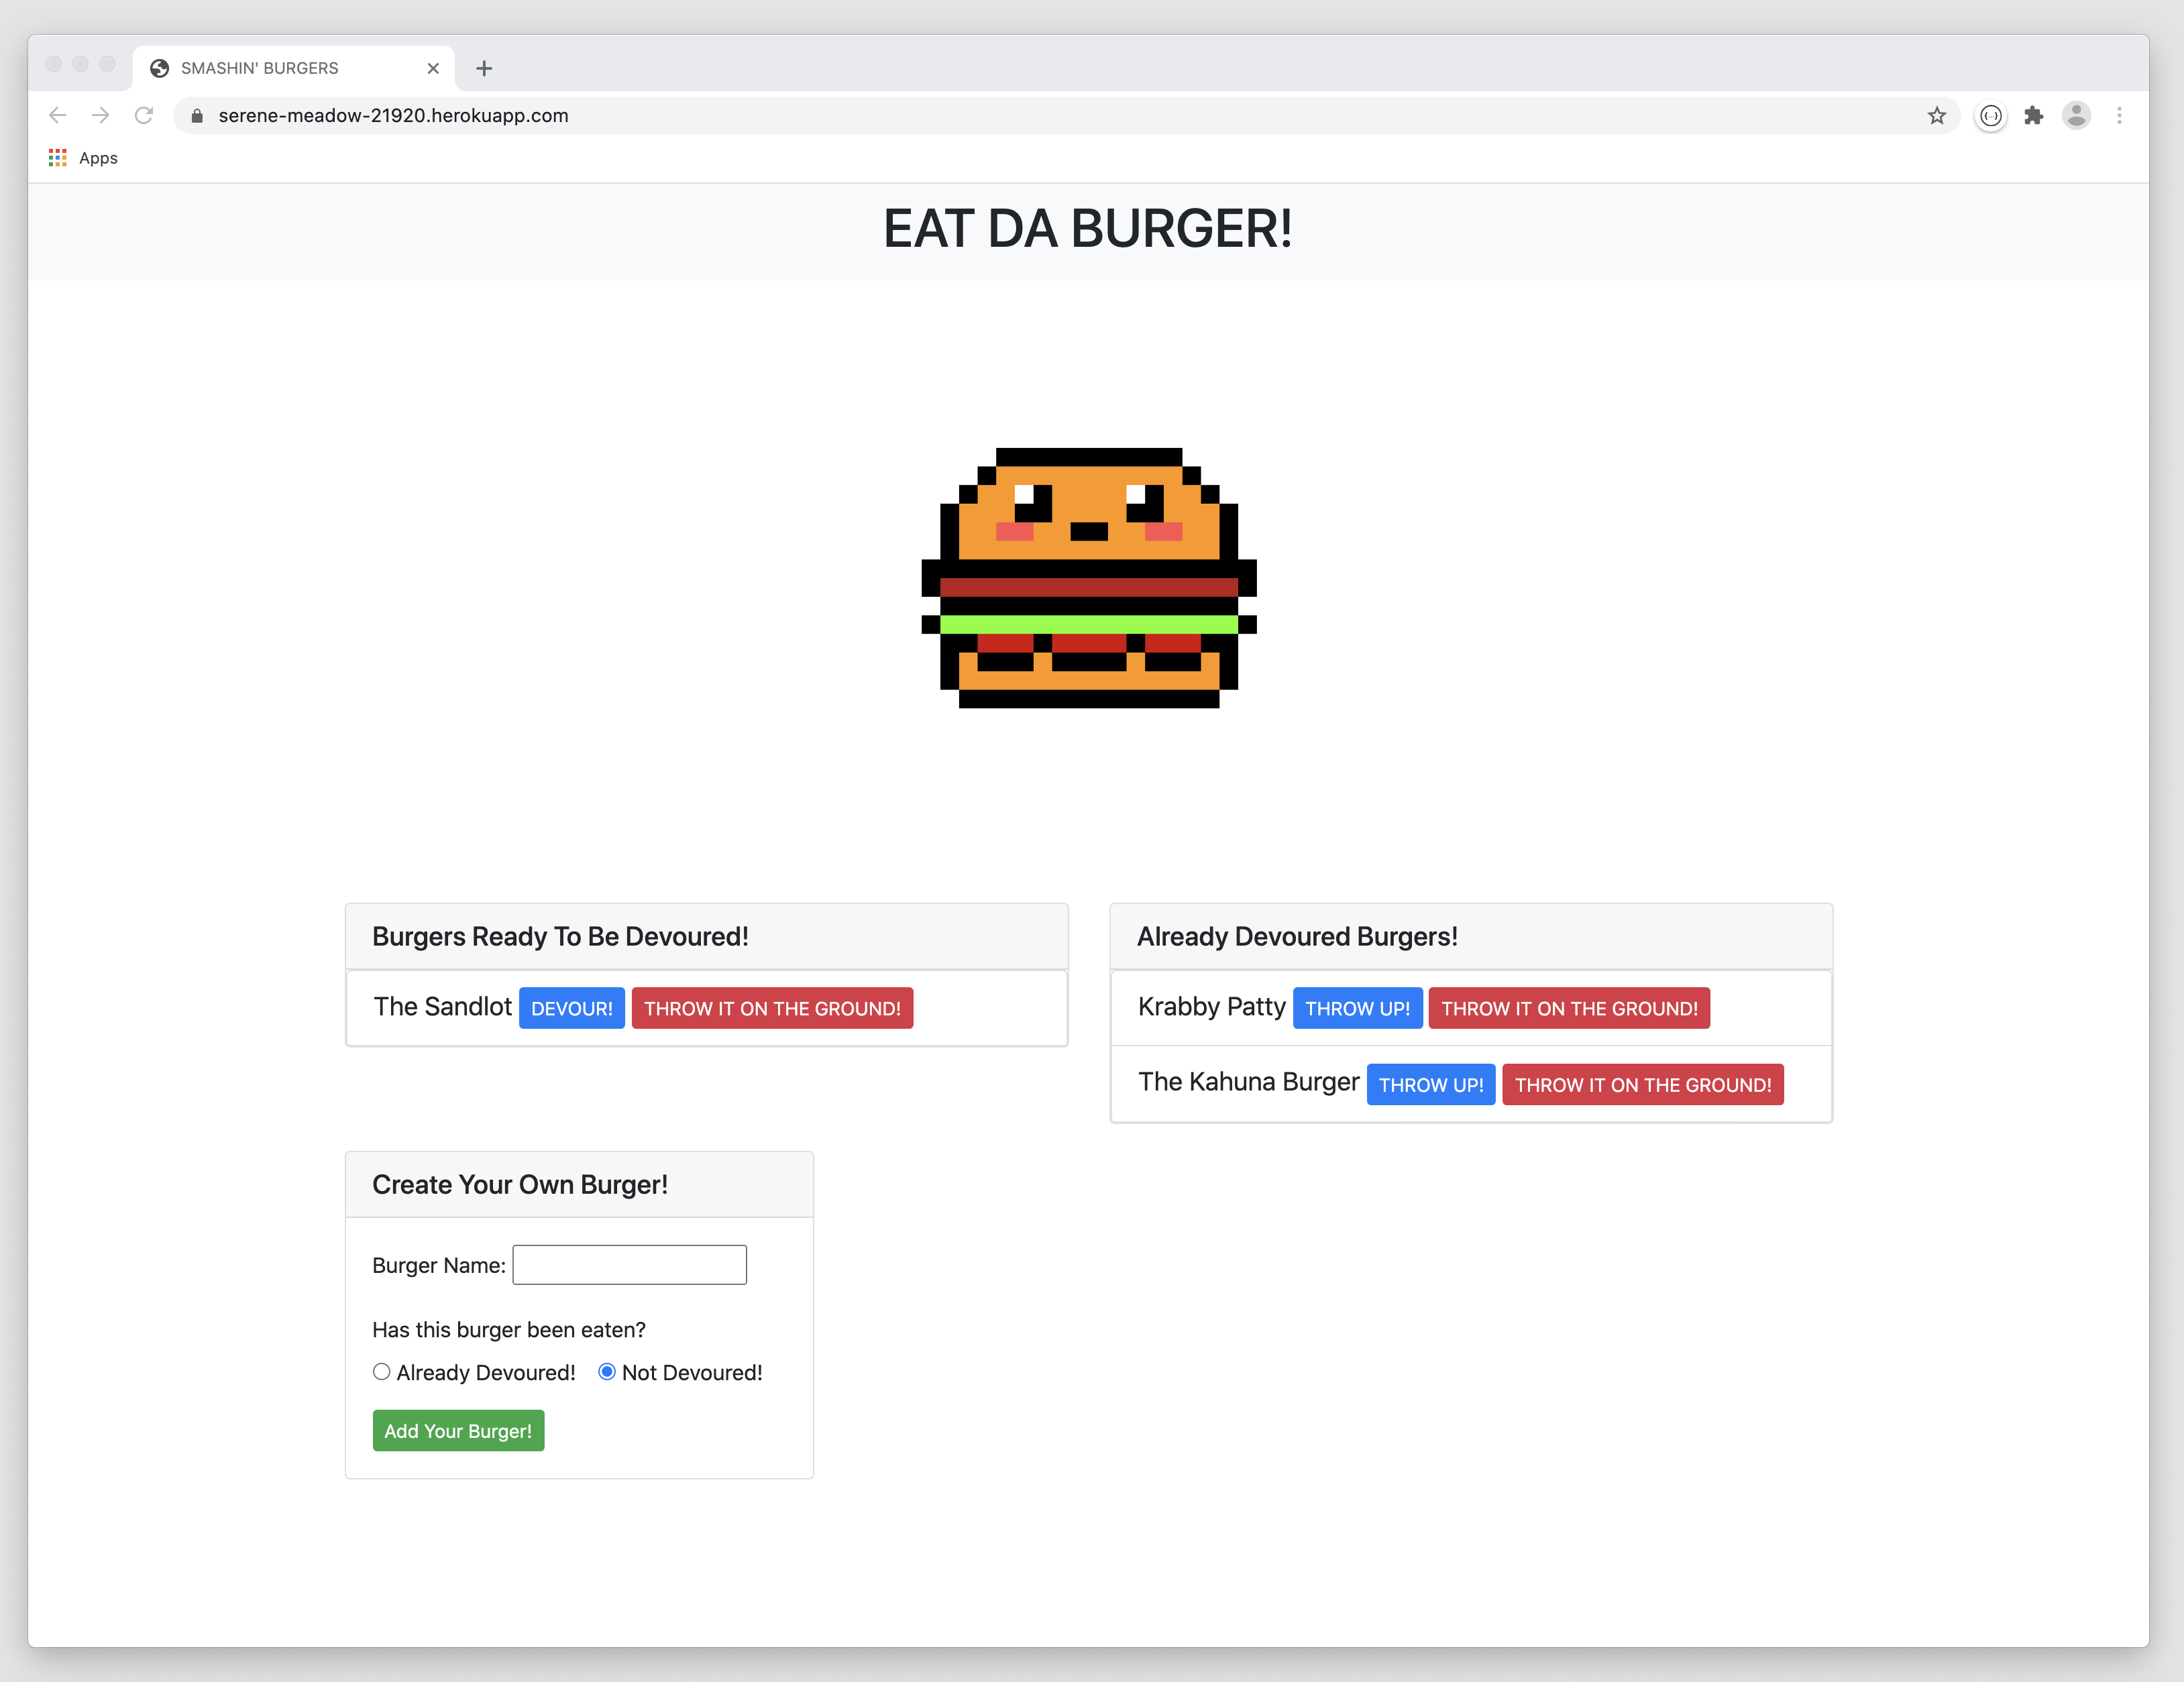 SMASHIN' BURGERS
serene-meadow-21920.herokuapp.com
Apps
EAT DA BURGER!
Burgers Ready To Be Devoured!
The Sandlot DEVOUR! THROW IT ON THE GROUND!
Already Devoured Burgers!
Krabby Patty THROW UP! THROW IT ON THE GROUND!
The Kahuna Burger THROW UP! THROW IT ON THE GROUND!
Create Your Own Burger!
Burger Name:
Has this burger been eaten?
Already Devoured! Not Devoured!
Add Your Burger!